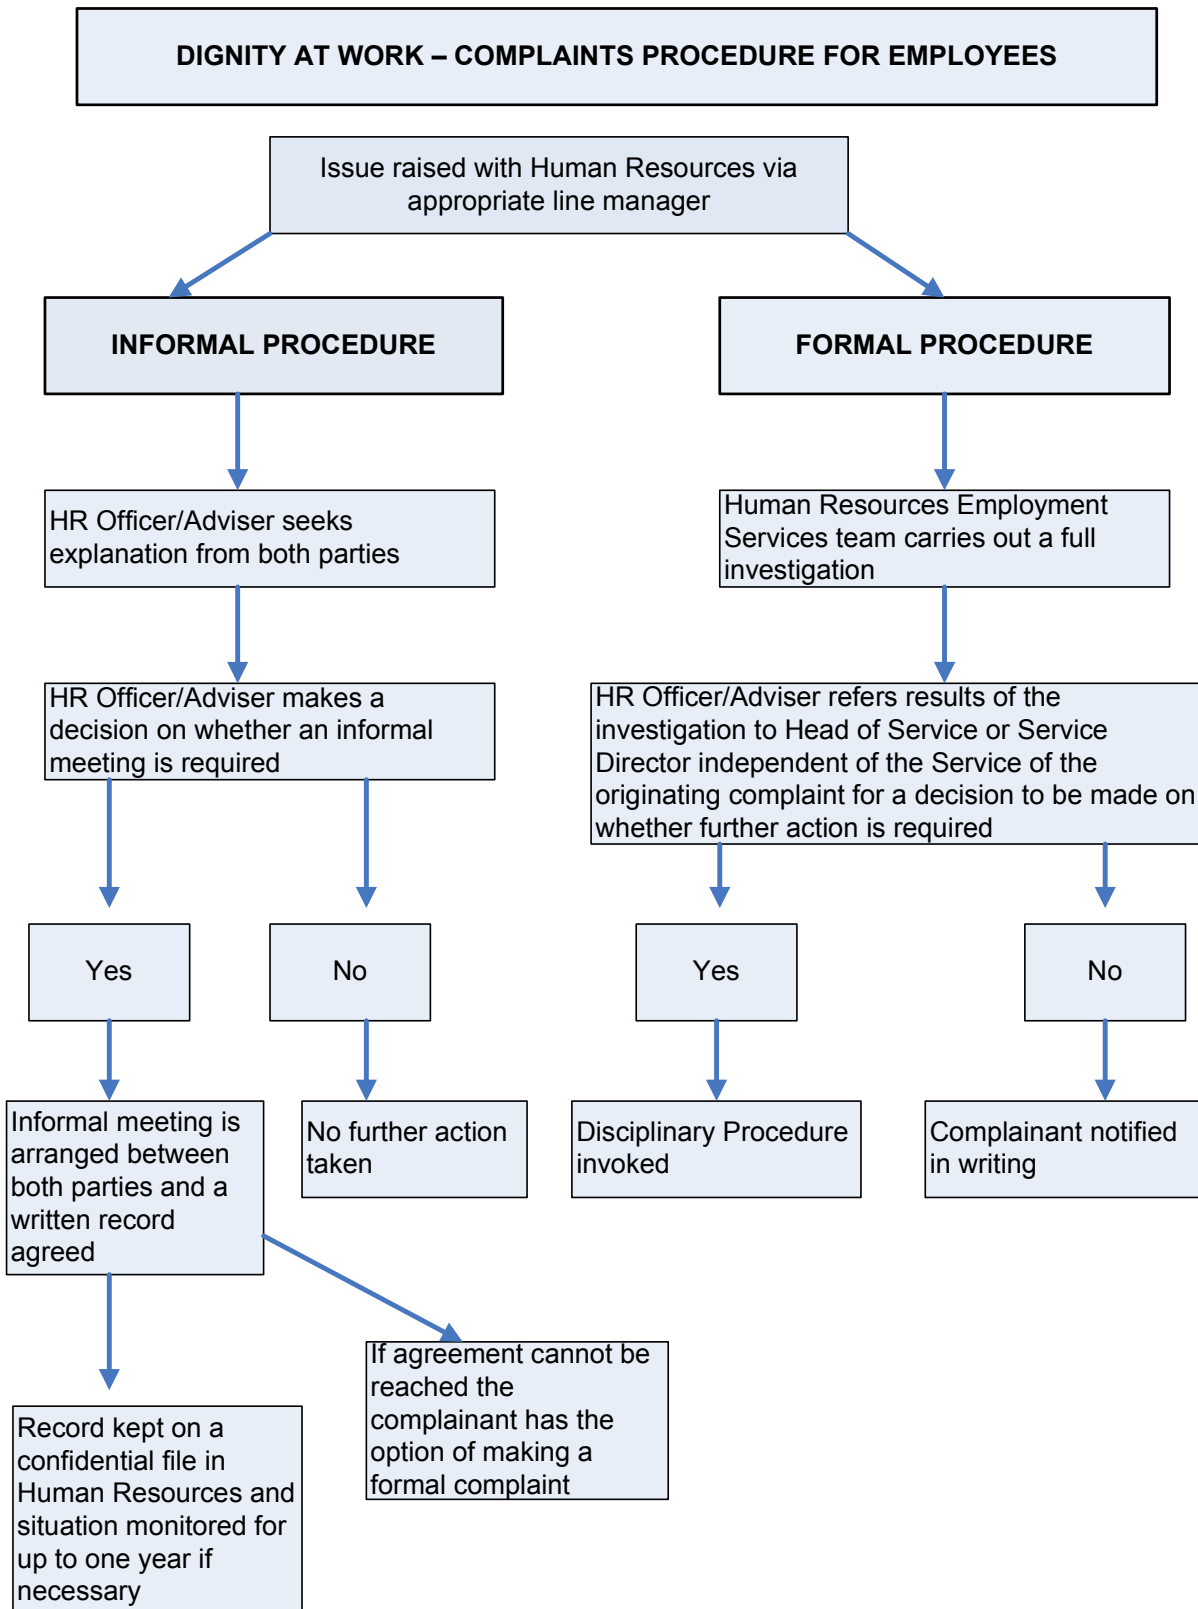 DIGNITY AT WORK – COMPLAINTS PROCEDURE FOR EMPLOYEES
Issue raised with Human Resources via
appropriate line manager
INFORMAL PROCEDURE
FORMAL PROCEDURE
HR Officer/Adviser seeks
explanation from both parties
Human Resources Employment
Services team carries out a full
investigation
HR Officer/Adviser makes a
decision on whether an informal
meeting is required
HR Officer/Adviser refers results of the
investigation to Head of Service or Service
Director independent of the Service of the
originating complaint for a decision to be made on
whether further action is required
Yes
No
Yes
No
Informal meeting is
arranged between
both parties and a
written record
agreed
No further action
taken
Disciplinary Procedure
invoked
Complainant notified
in writing
If agreement cannot be
reached the
complainant has the
option of making a
formal complaint
Record kept on a
confidential file in
Human Resources and
situation monitored for
up to one year if
necessary